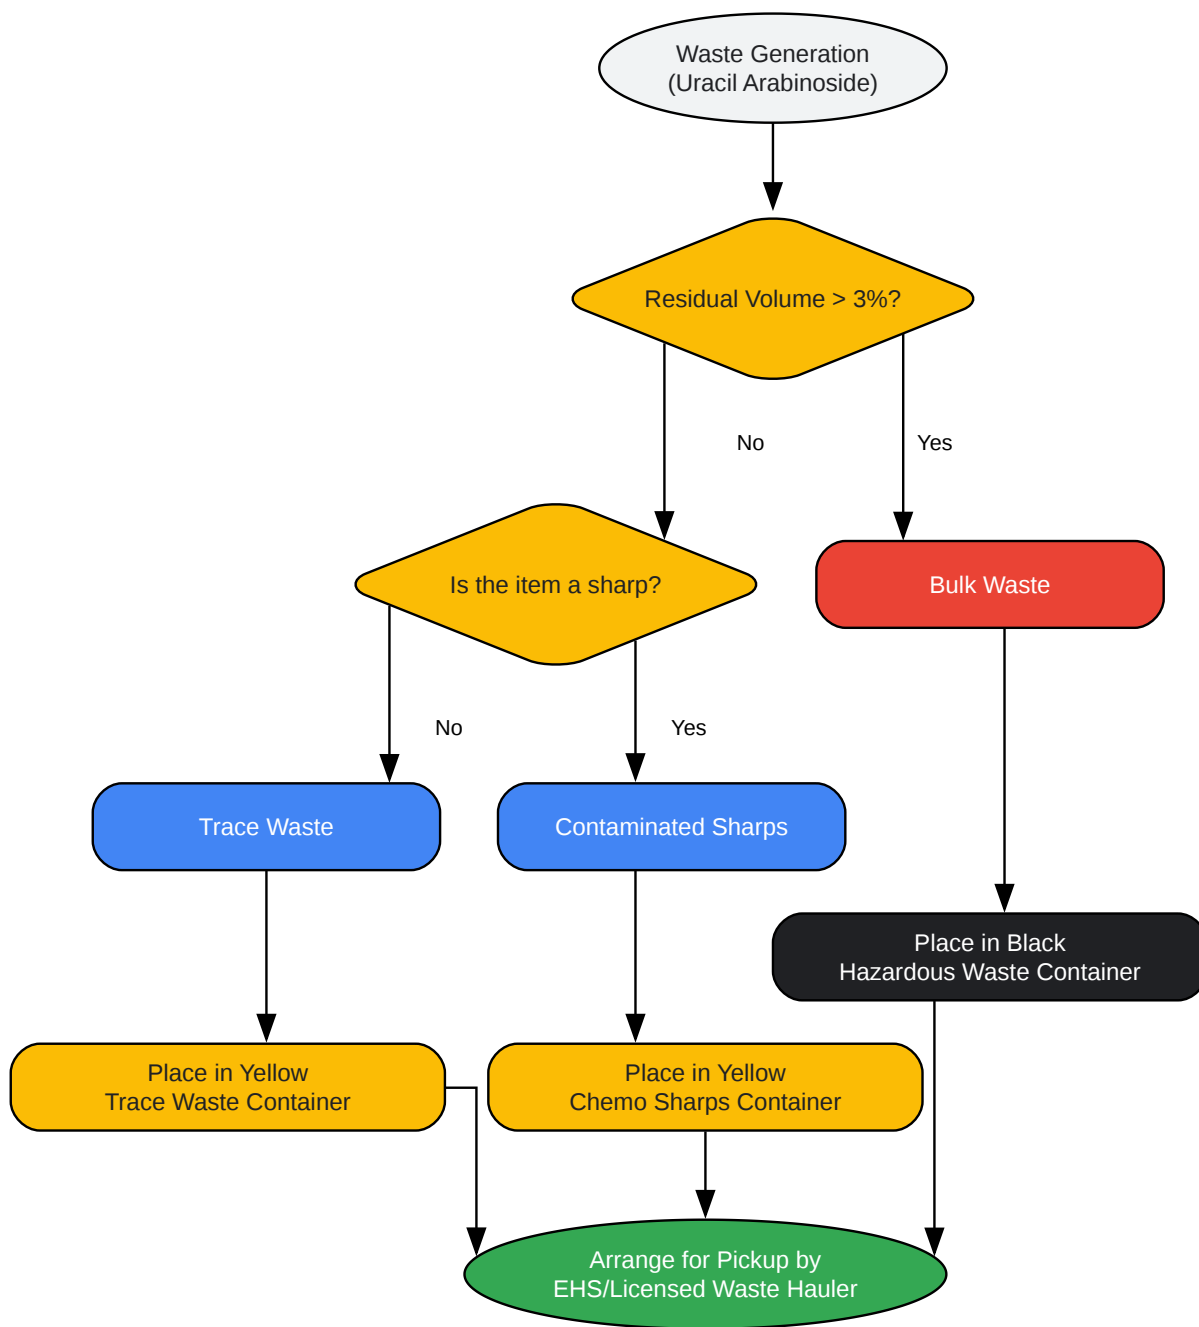 Waste Generation
(Uracil Arabinoside)
Residual Volume > 3%?
No
Yes
Is the item a sharp?
Bulk Waste
No
Yes
Trace Waste
Contaminated Sharps
Place in Black
Hazardous Waste Container
Place in Yellow
Trace Waste Container
Place in Yellow
Chemo Sharps Container
Arrange for Pickup by
EHS/Licensed Waste Hauler